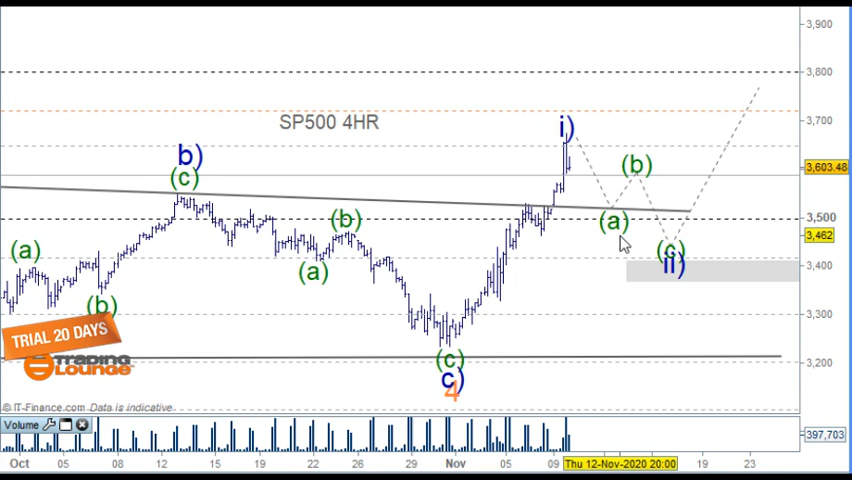 3,900
3,800
SP500 4HR
3,700
i)
b)
(c)
(b)
3,603.48
(b)
(a)
3,500
3,462
(a)
(a)
(c)
ii)
3,400
(b)
3,300
TRIAL 20 DAYS
TRADING
LOUNGE
(c)
c)
4
3,200
© IT-Finance.com Data is indicative
Volume
397,703
Oct
05
08
12
15
19
22
26
29
Nov
05
09
Thu 12-Nov-2020 20:00
19
23